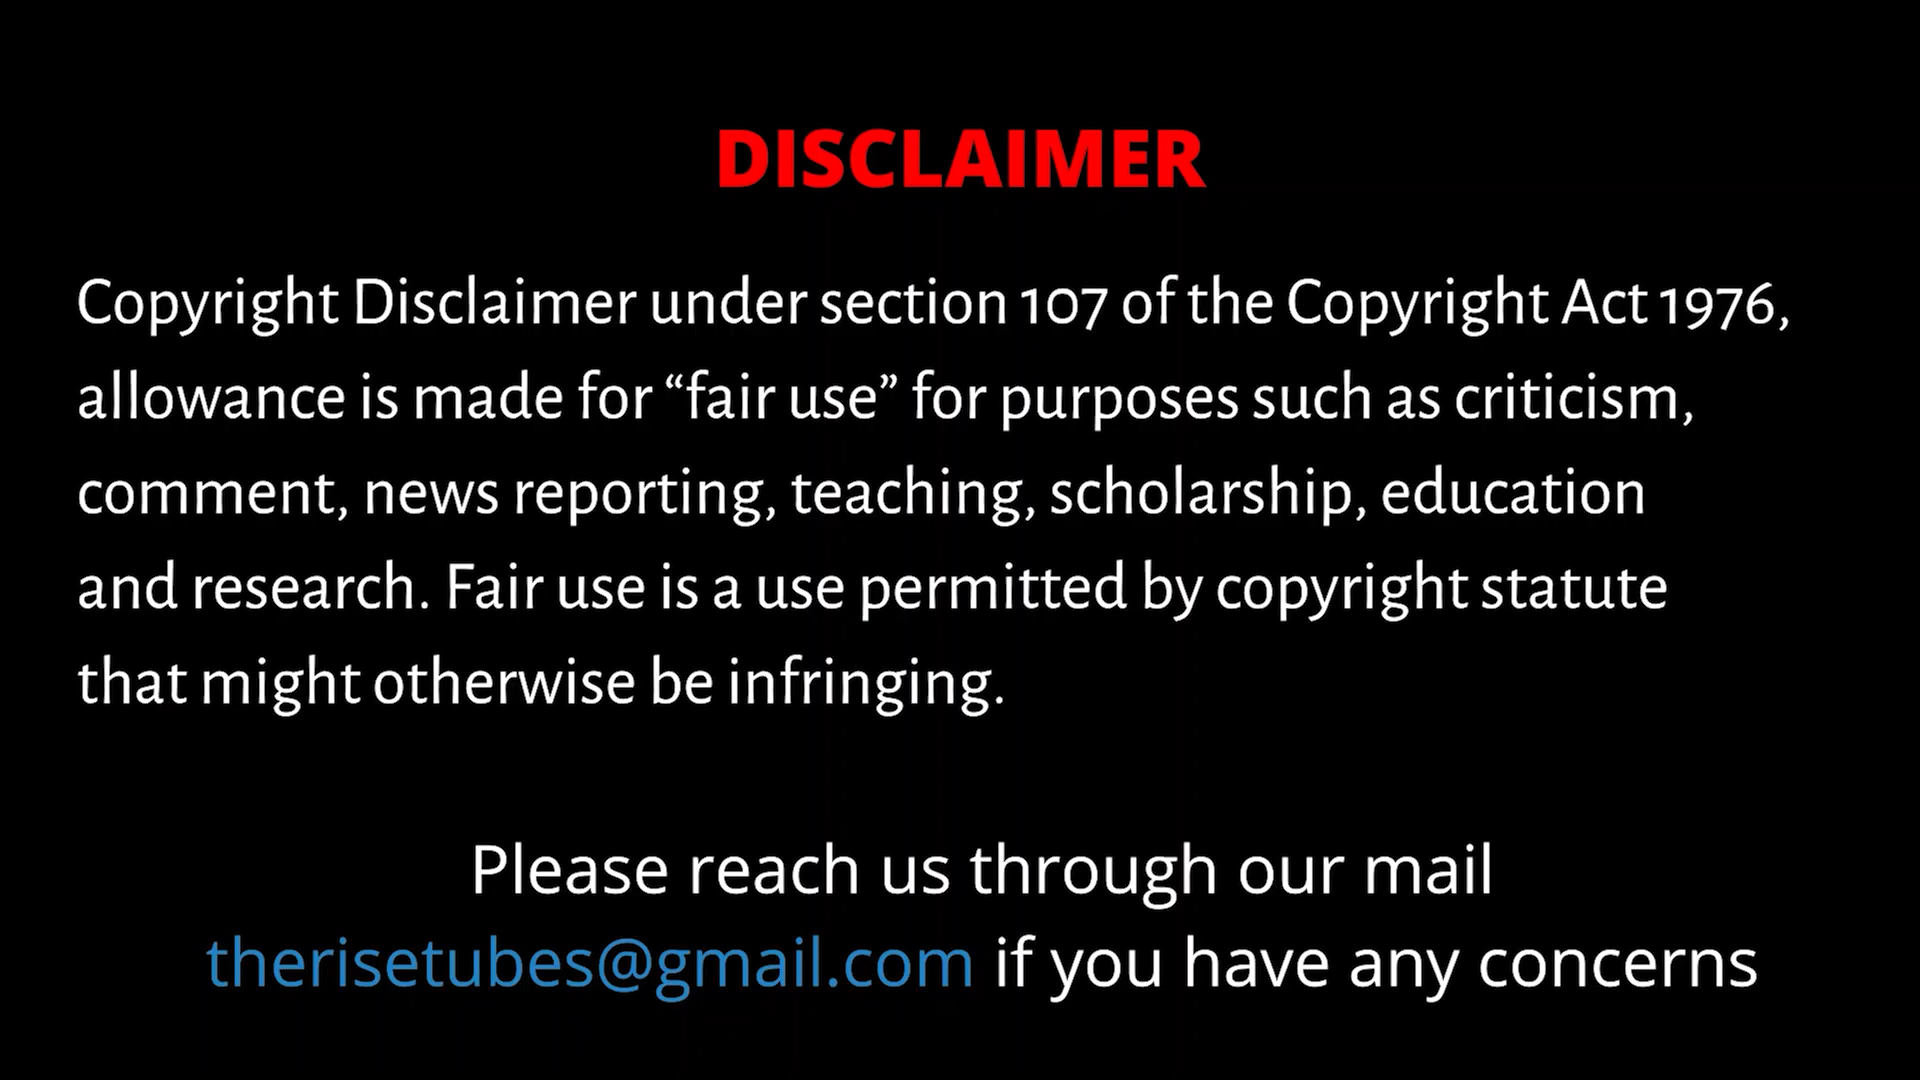 DISCLAIMER
Copyright Disclaimer under section 107 of the Copyright Act 1976,
allowance is made for “fair use” for purposes such as criticism,
comment, news reporting, teaching, scholarship, education
and research. Fair use is a use permitted by copyright statute
that might otherwise be infringing.
Please reach us through our mail
therisetubes@gmail.com if you have any concerns